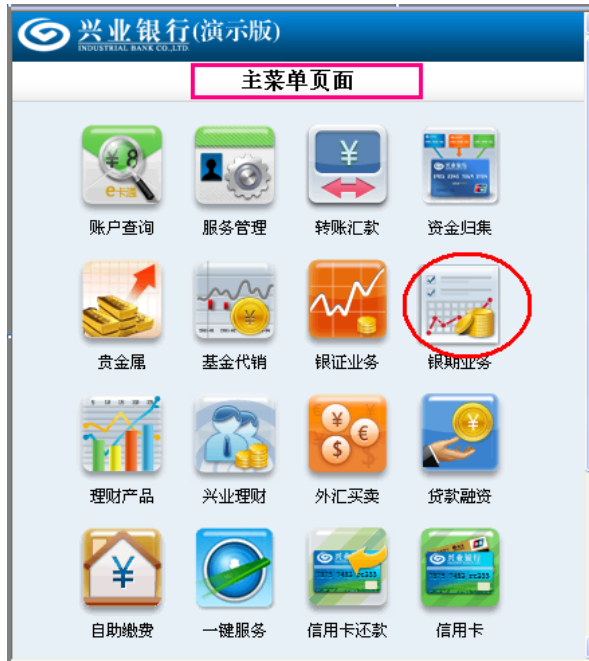 兴业银行(演示版)
INDUSTRIAL BANK CO.,LTD.
主菜单页面
账户查询 服务管理 转账汇款 资金归集
贵金属 基金代销 银证业务 银期业务
理财产品 兴业理财 外汇买卖 贷款融资
自助缴费 一键服务 信用卡还款 信用卡